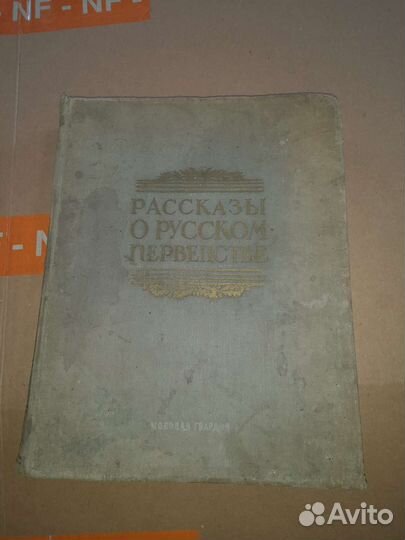 NF - NF -
F - N
РАССКАЗЫ
О РУССКОМ
ПЕРВЕНСТВЕ
МОЛОДАЯ ГВАРДИЯ
Avito